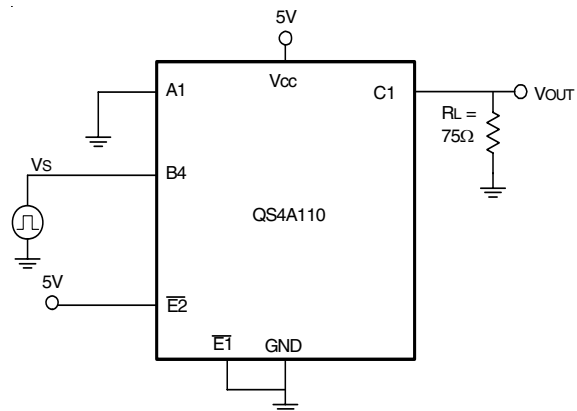 5V
Vcc
A1
C1
VOUT
RL =
75Ω
VS
B4
QS4A110
5V
E2
E1
GND